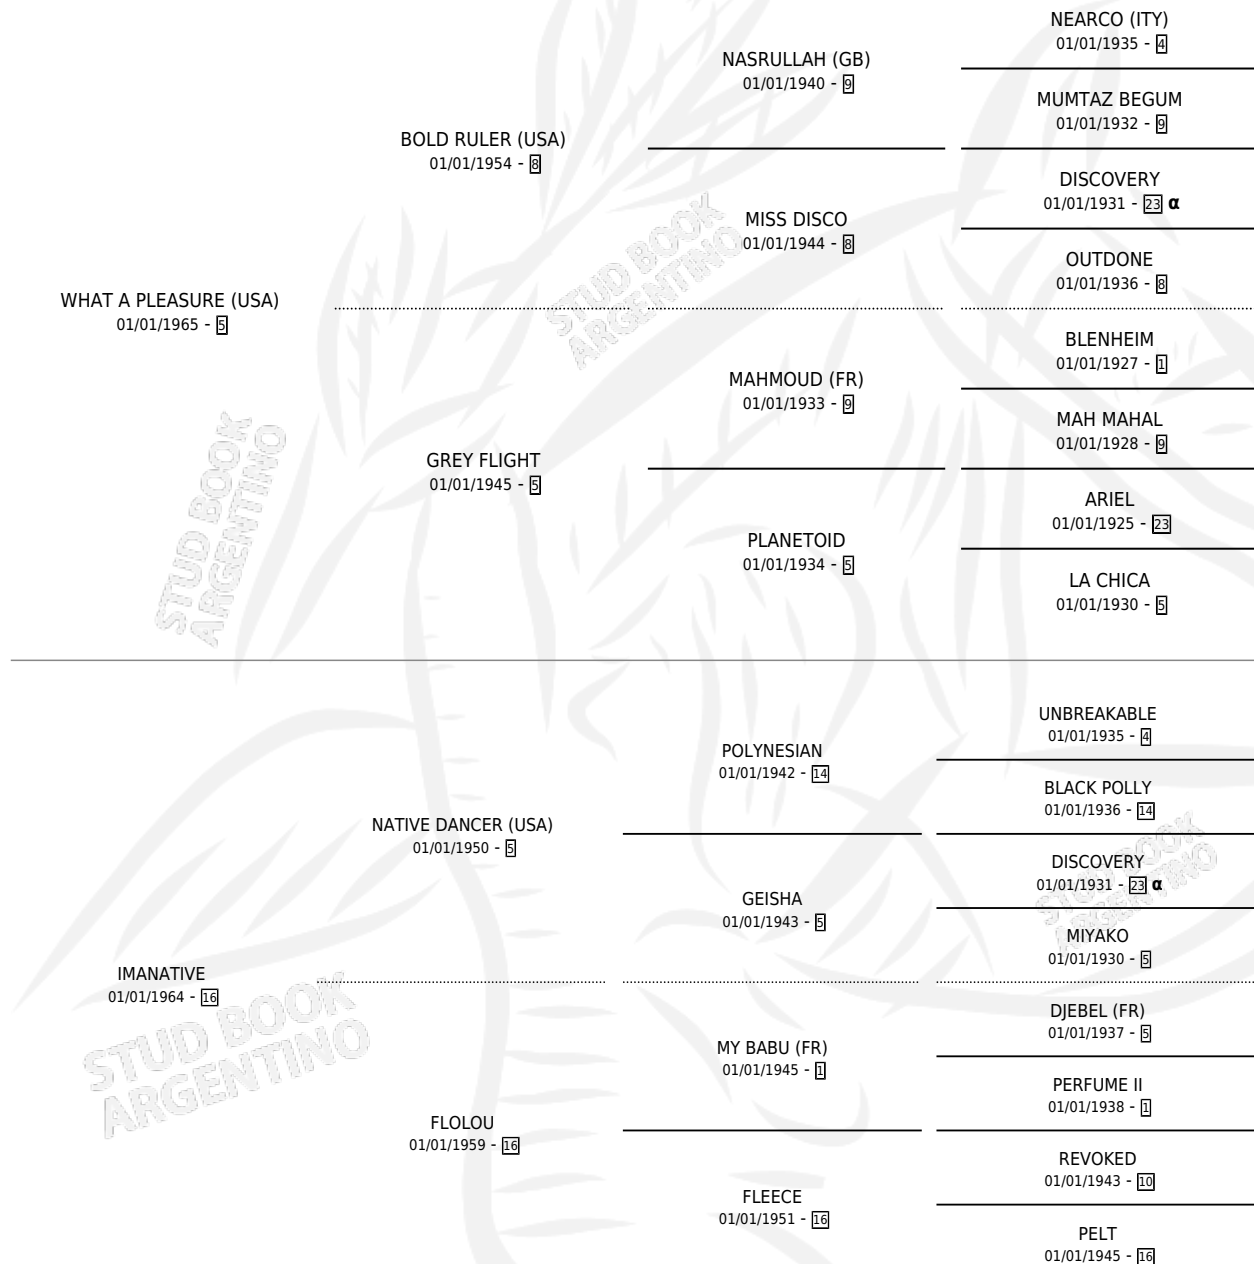 NEARCO (ITY)
01/01/1935 - 4
NASRULLAH (GB)
01/01/1940 - 9
MUMTAZ BEGUM
01/01/1932 - 9
BOLD RULER (USA)
01/01/1954 - 8
DISCOVERY
01/01/1931 - 23 α
MISS DISCO
01/01/1944 - 8
OUTDONE
01/01/1936 - 8
WHAT A PLEASURE (USA)
01/01/1965 - 5
STUD BOOK
ARGENTINO
BLENHEIM
01/01/1927 - 1
MAHMOUD (FR)
01/01/1933 - 9
MAH MAHAL
01/01/1928 - 9
GREY FLIGHT
01/01/1945 - 5
ARIEL
01/01/1925 - 23
PLANETOID
01/01/1934 - 5
LA CHICA
01/01/1930 - 5
STUD BOOK
ARGENTINO
UNBREAKABLE
01/01/1935 - 4
POLYNESIAN
01/01/1942 - 14
BLACK POLLY
01/01/1936 - 14
NATIVE DANCER (USA)
01/01/1950 - 5
DISCOVERY
01/01/1931 - 23 α
GEISHA
01/01/1943 - 5
MIYAKO
01/01/1930 - 5
STUD BOOK
ARGENTINO
IMANATIVE
01/01/1964 - 16
STUD BOOK
ARGENTINO
DJEBEL (FR)
01/01/1937 - 5
MY BABU (FR)
01/01/1945 - 1
PERFUME II
01/01/1938 - 1
FLOLOU
01/01/1959 - 16
REVOKED
01/01/1943 - 10
FLEECE
01/01/1951 - 16
PELT
01/01/1945 - 16